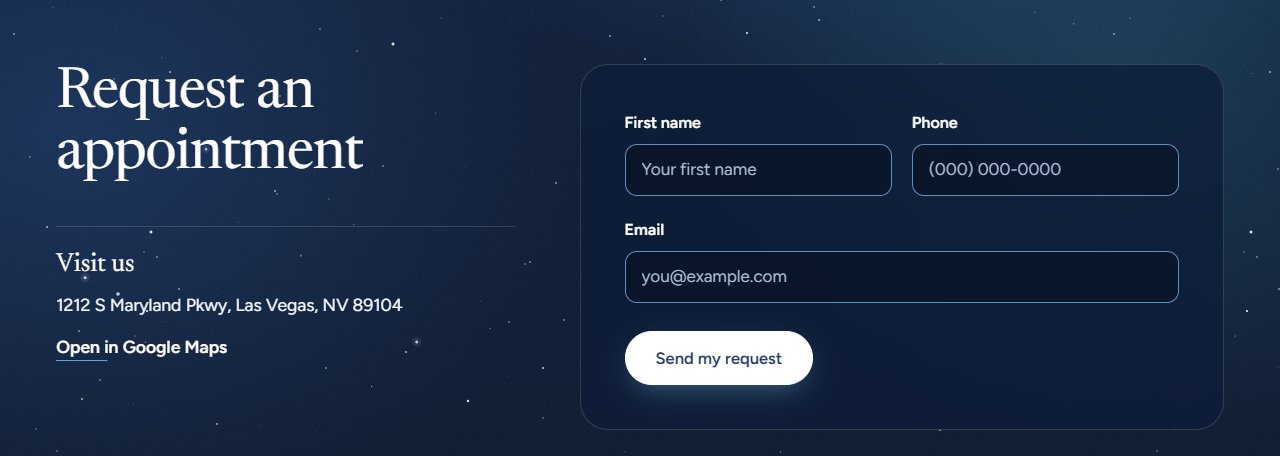 Request an
appointment
Visit us
1212 S Maryland Pkwy, Las Vegas, NV 89104
Open in Google Maps
First name
Phone
Your first name
(000) 000-0000
Email
you@example.com
Send my request